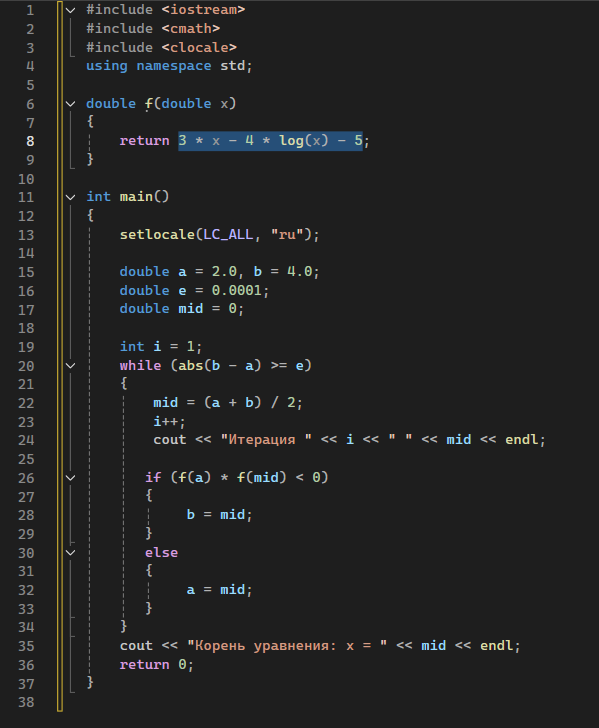 1 #include <iostream>
2 #include <cmath>
3 #include <clocale>
4 using namespace std;
5
6 double f(double x)
7 {
8 return 3 * x - 4 * log(x) - 5;
9 }
10
11 int main()
12 {
13 setlocale(LC_ALL, "ru");
14
15 double a = 2.0, b = 4.0;
16 double e = 0.0001;
17 double mid = 0;
18
19 int i = 1;
20 while (abs(b - a) >= e)
21 {
22 mid = (a + b) / 2;
23 i++;
24 cout << "Итерация " << i << " " << mid << endl;
25
26 if (f(a) * f(mid) < 0)
27 {
28 b = mid;
29 }
30 else
31 {
32 a = mid;
33 }
34 }
35 cout << "Корень уравнения: x = " << mid << endl;
36 return 0;
37 }
38